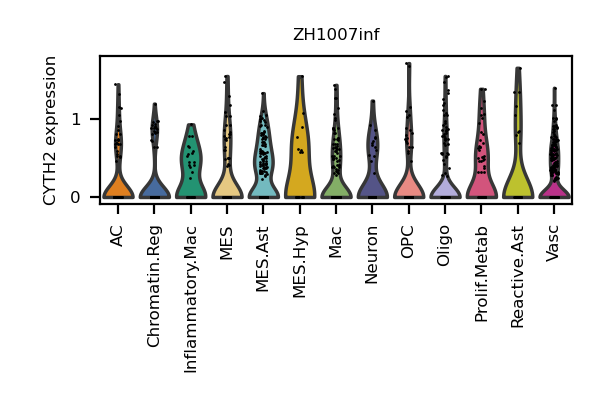 ZH1007inf
CYTH2 expression
1
0
AC
Chromatin.Reg
Inflammatory.Mac
MES
MES.Ast
MES.Hyp
Mac
Neuron
OPC
Oligo
Prolif.Metab
Reactive.Ast
Vasc